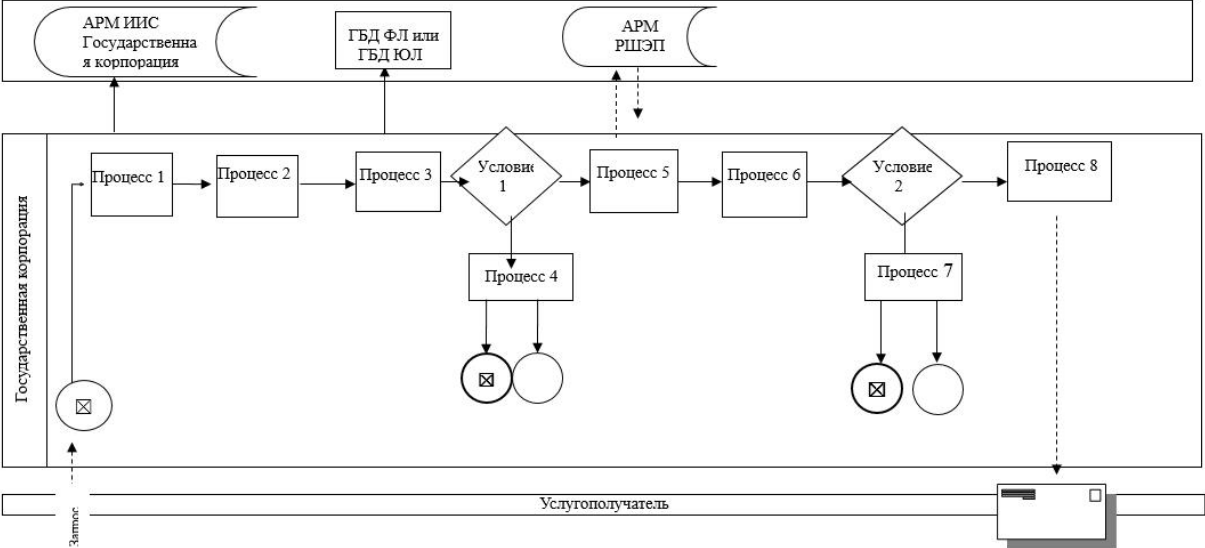 АРМ ИИС
Государственна
я корпорация
ГБД ФЛ или
ГБД ЮЛ
АРМ
РШЭП
Государственная корпорация
Процесс 1
Процесс 2
Процесс 3
Условие
1
Процесс 5
Процесс 6
Условие
2
Процесс 8
Процесс 4
Процесс 7
Услугополучатель
Запрос